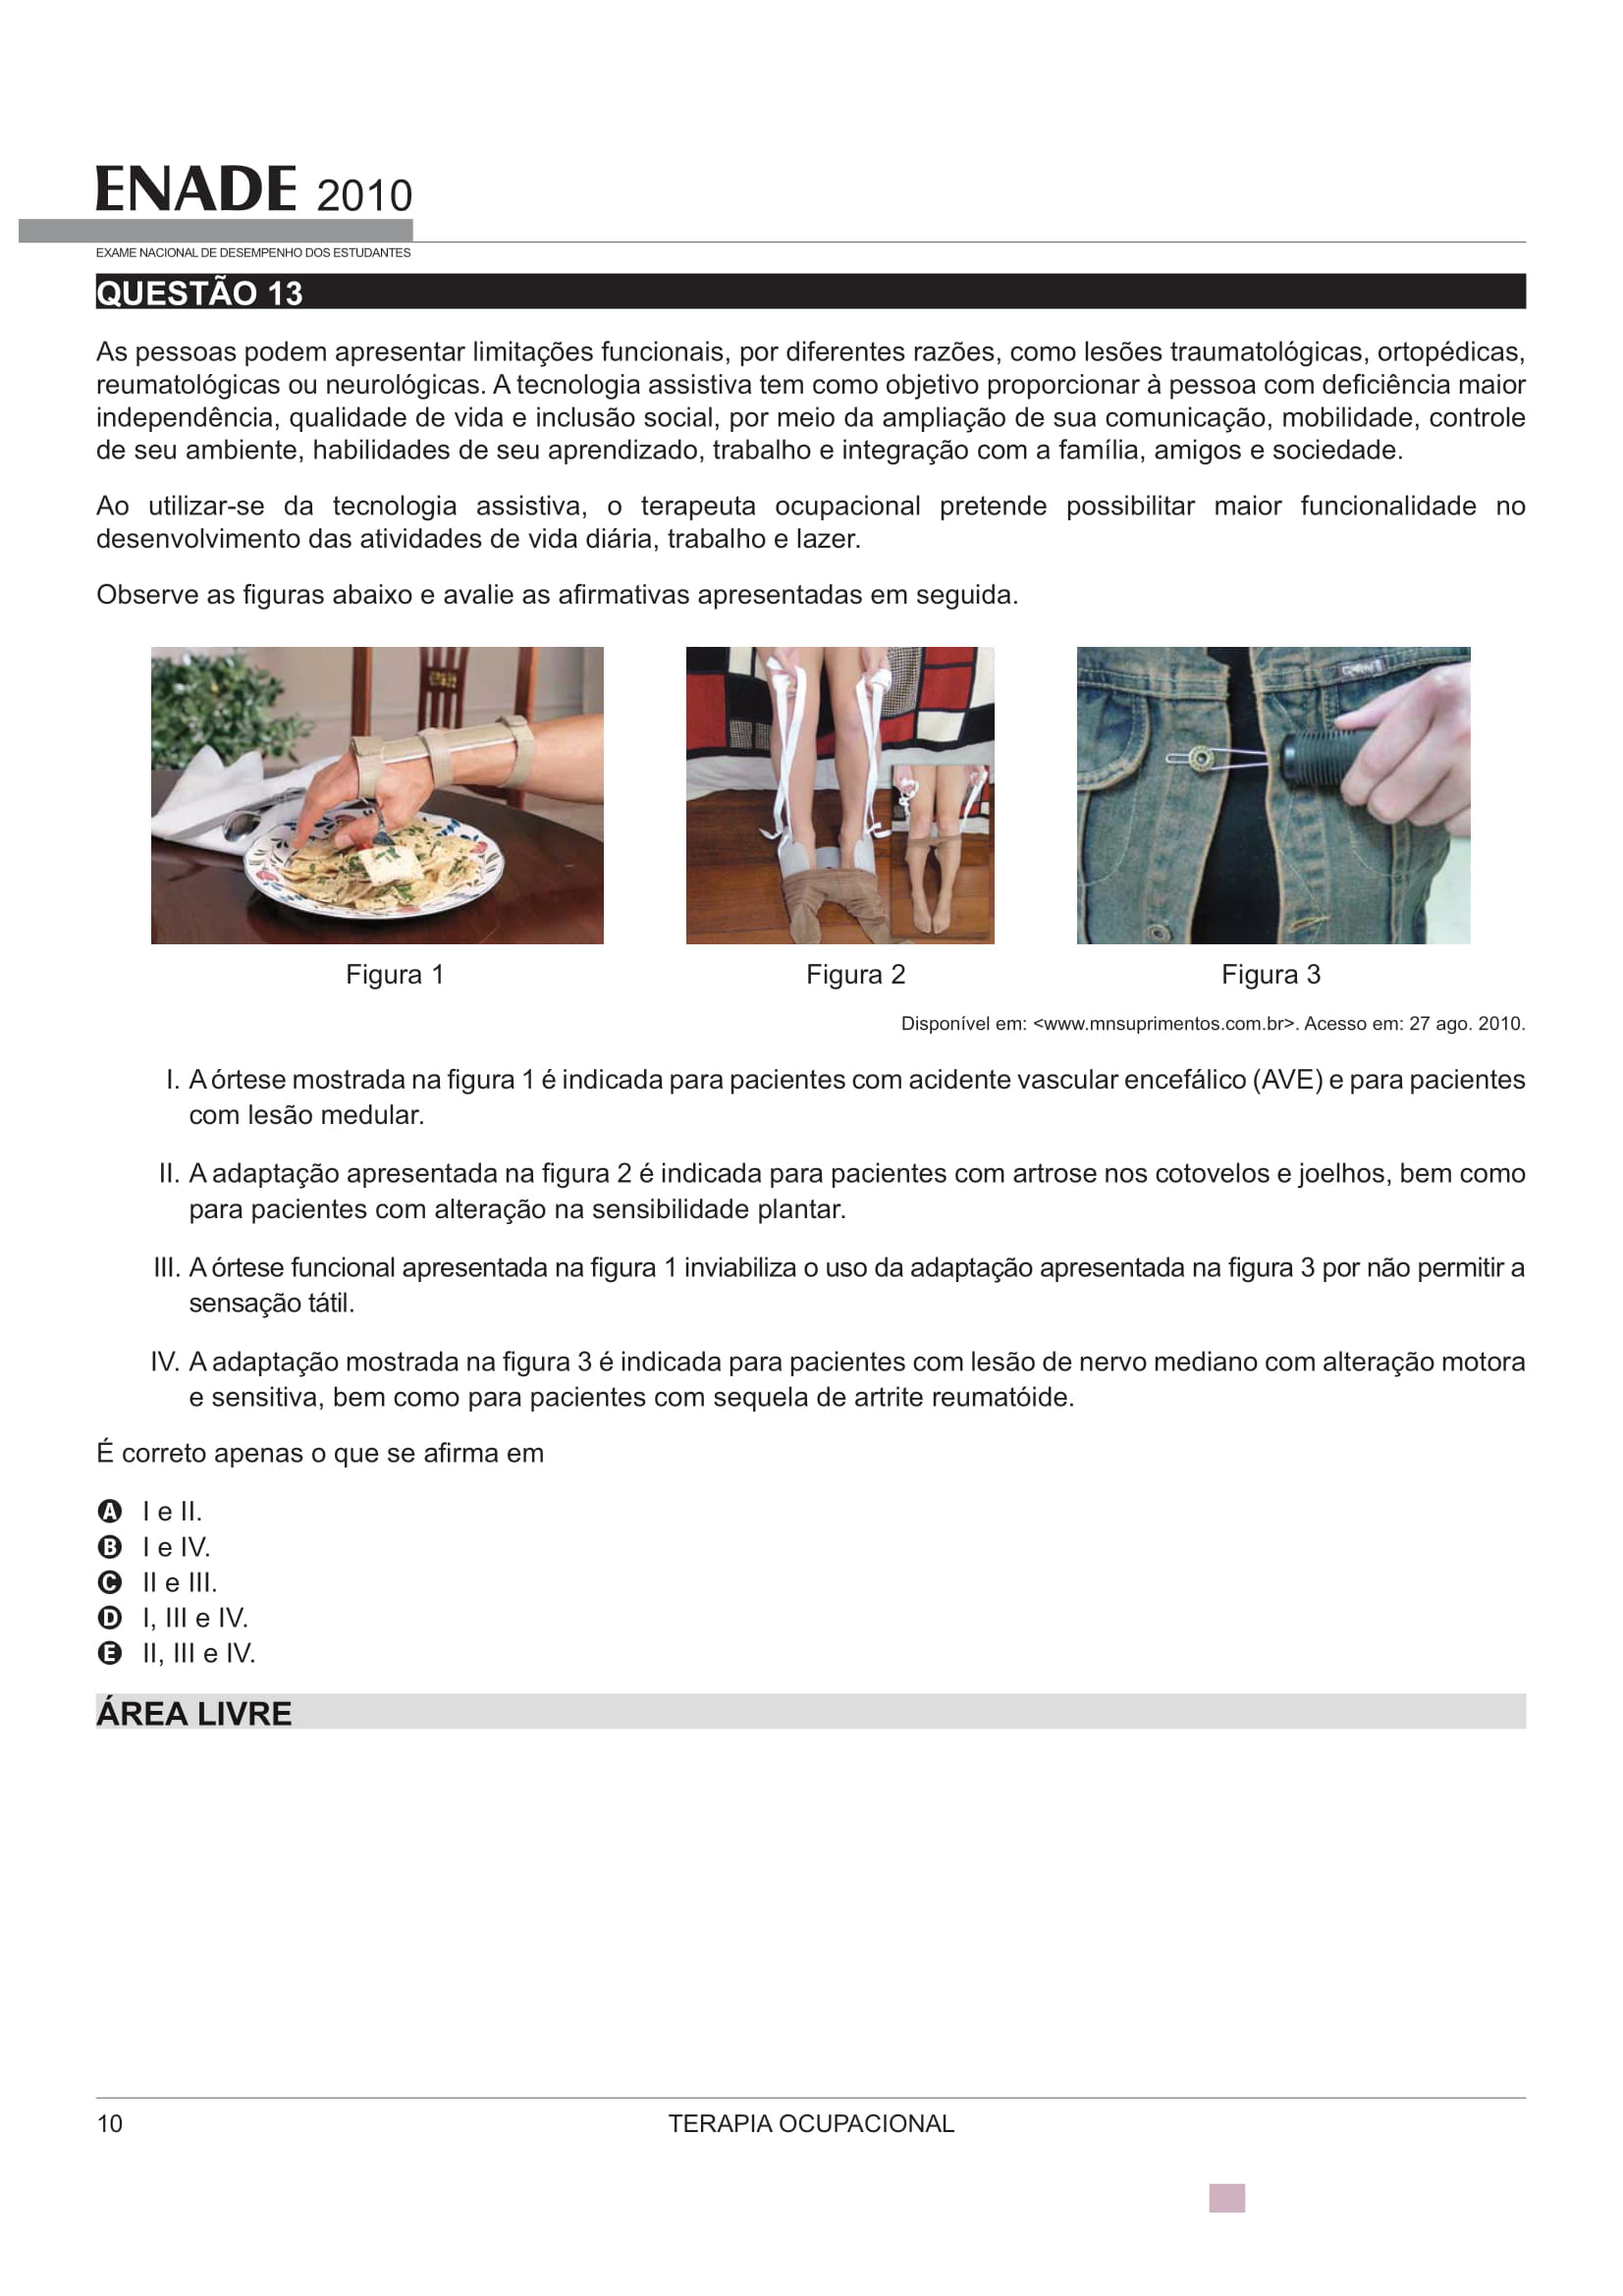 ENADE 2010
EXAME NACIONAL DE DESEMPENHO DOS ESTUDANTES
QUESTÃO 13
As pessoas podem apresentar limitações funcionais, por diferentes razões, como lesões traumatológicas, ortopédicas,
reumatológicas ou neurológicas. A tecnologia assistiva tem como objetivo proporcionar à pessoa com deficiência maior
independência, qualidade de vida e inclusão social, por meio da ampliação de sua comunicação, mobilidade, controle
de seu ambiente, habilidades de seu aprendizado, trabalho e integração com a família, amigos e sociedade.
Ao utilizar-se da tecnologia assistiva, o terapeuta ocupacional pretende possibilitar maior funcionalidade no
desenvolvimento das atividades de vida diária, trabalho e lazer.
Observe as figuras abaixo e avalie as afirmativas apresentadas em seguida.
Figura 1
Figura 2
Figura 3
Disponível em: <www.mnsuprimentos.com.br>. Acesso em: 27 ago. 2010.
I. A órtese mostrada na figura 1 é indicada para pacientes com acidente vascular encefálico (AVE) e para pacientes
com lesão medular.
II. A adaptação apresentada na figura 2 é indicada para pacientes com artrose nos cotovelos e joelhos, bem como
para pacientes com alteração na sensibilidade plantar.
III. A órtese funcional apresentada na figura 1 inviabiliza o uso da adaptação apresentada na figura 3 por não permitir a
sensação tátil.
IV. A adaptação mostrada na figura 3 é indicada para pacientes com lesão de nervo mediano com alteração motora
e sensitiva, bem como para pacientes com sequela de artrite reumatóide.
É correto apenas o que se afirma em
A I e II.
B I e IV.
C II e III.
D I, III e IV.
E II, III e IV.
ÁREA LIVRE
10
TERAPIA OCUPACIONAL